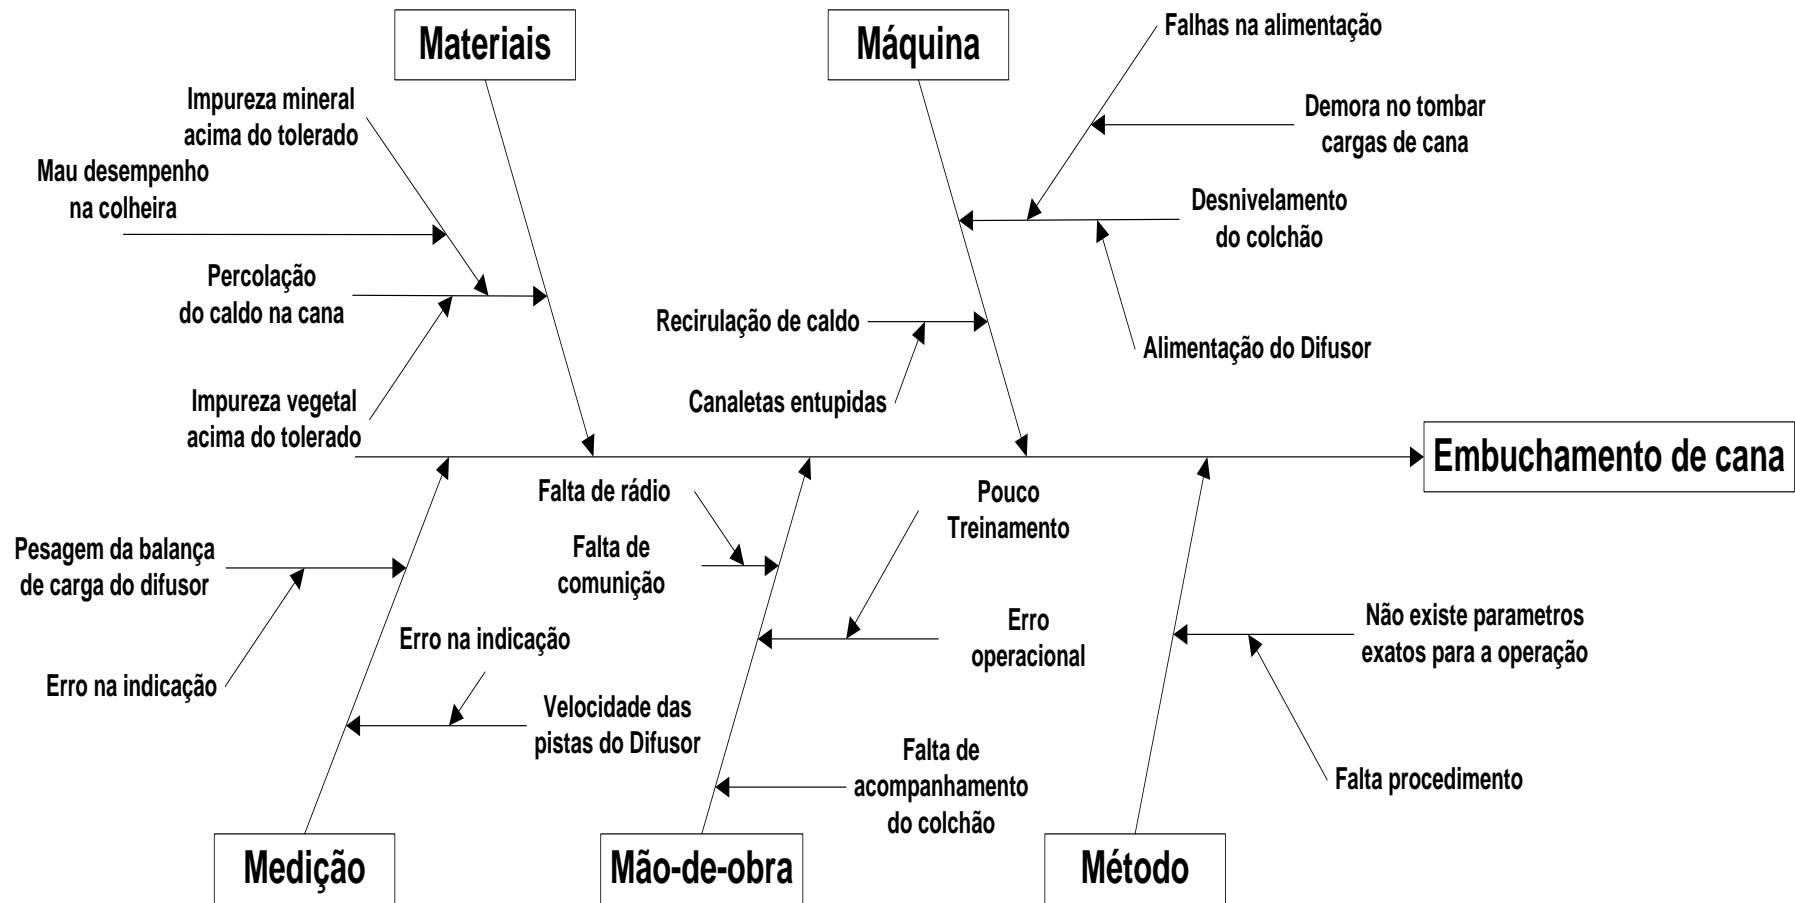 Materiais
Máquina
Falhas na alimentação
Impureza mineral
acima do tolerado
Demora no tombar
cargas de cana
Mau desempenho
na colheira
Desnivelamento
do colchão
Percolação
do caldo na cana
Recirulação de caldo
Alimentação do Difusor
Impureza vegetal
acima do tolerado
Canaletas entupidas
Embuchamento de cana
Falta de rádio
Pouco
Treinamento
Pesagem da balança
de carga do difusor
Falta de
comunição
Erro na indicação
Erro
operacional
Não existe parametros
exatos para a operação
Erro na indicação
Velocidade das
pistas do Difusor
Falta de
acompanhamento
do colchão
Falta procedimento
Medição
Mão-de-obra
Método